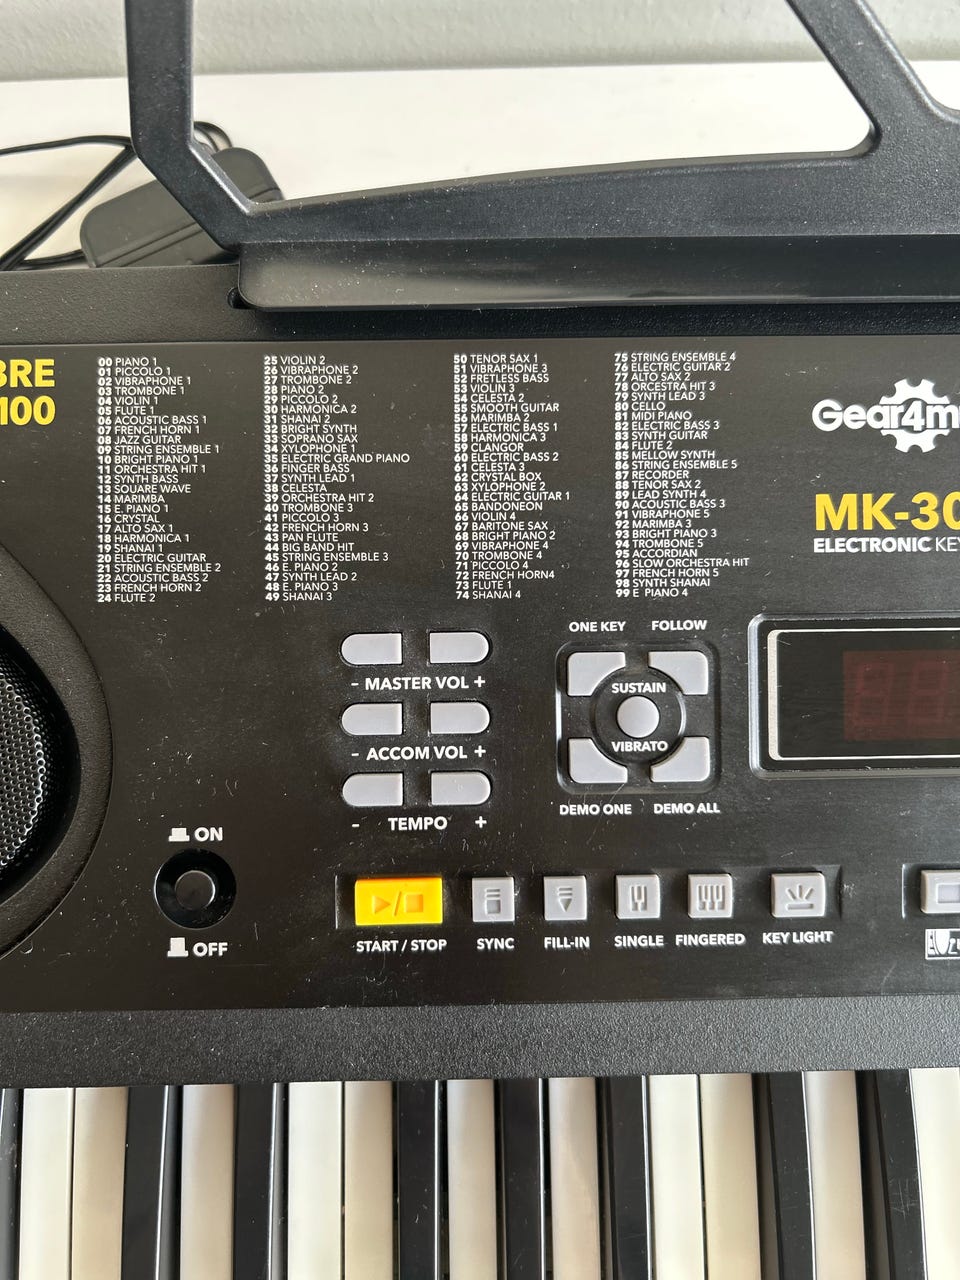 BRE
100
00 PIANO 1
01 PICCOLO 1
02 VIBRAPHONE 1
03 TROMBONE 1
04 VIOLIN 1
05 FLUTE 1
06 ACOUSTIC BASS 1
07 FRENCH HORN 1
08 JAZZ GUITAR
09 STRING ENSEMBLE 1
10 BRIGHT PIANO 1
11 ORCHESTRA HIT 1
12 SYNTH BASS
13 SQUARE WAVE
14 MARIMBA
15 E. PIANO 1
16 CRYSTAL
17 ALTO SAX 1
18 HARMONICA 1
19 SHANAI 1
20 ELECTRIC GUITAR
21 STRING ENSEMBLE 2
22 ACOUSTIC BASS 2
23 FRENCH HORN 2
24 FLUTE 2
25 VIOLIN 2
26 VIBRAPHONE 2
27 TROMBONE 2
28 PIANO 2
29 PICCOLO 2
30 HARMONICA 2
31 SHANAI 2
32 BRIGHT SYNTH
33 SOPRANO SAX
34 XYLOPHONE 1
35 ELECTRIC GRAND PIANO
36 FINGER BASS
37 SYNTH LEAD 1
38 CELESTA
39 ORCHESTRA HIT 2
40 TROMBONE 3
41 PICCOLO 3
42 FRENCH HORN 3
43 PAN FLUTE
44 BIG BAND HIT
45 STRING ENSEMBLE 3
46 E. PIANO 2
47 SYNTH LEAD 2
48 E. PIANO 3
49 SHANAI 3
50 TENOR SAX 1
51 VIBRAPHONE 3
52 FRETLESS BASS
53 VIOLIN 3
54 CELESTA 2
55 SMOOTH GUITAR
56 MARIMBA 2
57 ELECTRIC BASS 1
58 HARMONICA 3
59 CLANGOR
60 ELECTRIC BASS 2
61 CELESTA 3
62 CRYSTAL BOX
63 XYLOPHONE 2
64 ELECTRIC GUITAR 1
65 BANDONEON
66 VIOLIN 4
67 BARITONE SAX
68 BRIGHT PIANO 2
69 VIBRAPHONE 4
70 TROMBONE 4
71 PICCOLO 4
72 FRENCH HORN4
73 FLUTE 1
74 SHANAI 4
75 STRING ENSEMBLE 4
76 ELECTRIC GUITAR 2
77 ALTO SAX 2
78 ORCESTRA HIT 3
79 SYNTH LEAD 3
80 CELLO
81 MIDI PIANO
82 ELECTRIC BASS 3
83 SYNTH GUITAR
84 FLUTE 2
85 MELLOW SYNTH
86 STRING ENSEMBLE 5
87 RECORDER
88 TENOR SAX 2
89 LEAD SYNTH 4
90 ACOUSTIC BASS 3
91 VIBRAPHONE 5
92 MARIMBA 3
93 BRIGHT PIANO 3
94 TROMBONE 5
95 ACCORDIAN
96 SLOW ORCHESTRA HIT
97 FRENCH HORN 5
98 SYNTH SHANAI
99 E PIANO 4
Gear4m
MK-30
ELECTRONIC KEY
ONE KEY FOLLOW
SUSTAIN
VIBRATO
DEMO ONE DEMO ALL
- MASTER VOL +
- ACCOM VOL +
- TEMPO +
ON
OFF
START / STOP SYNC FILL-IN SINGLE FINGERED KEY LIGHT